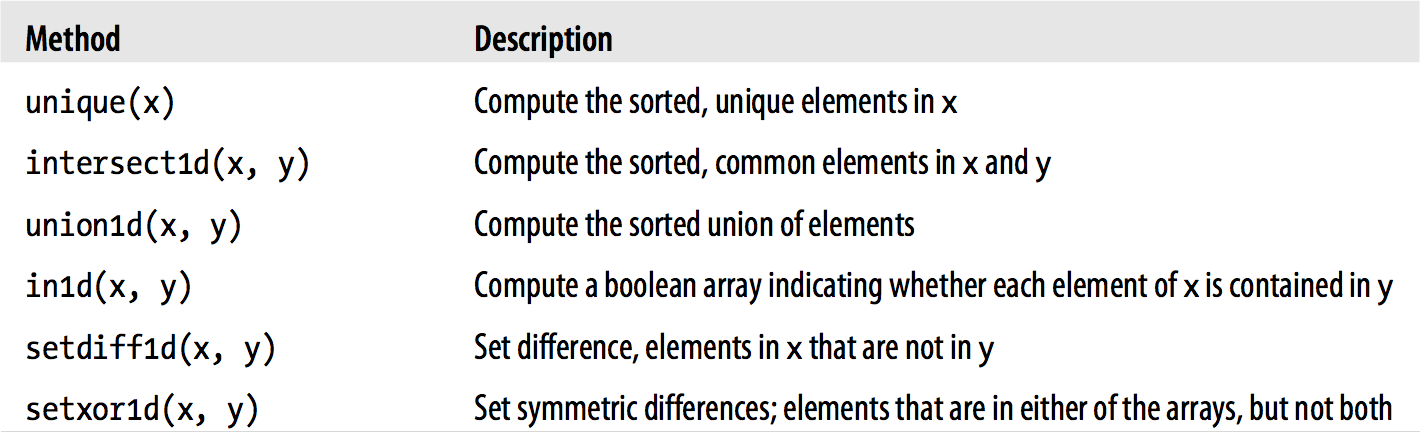 Method Description
unique(x) Compute the sorted, unique elements in x
intersect1d(x, y) Compute the sorted, common elements in x and y
union1d(x, y) Compute the sorted union of elements
in1d(x, y) Compute a boolean array indicating whether each element of x is contained in y
setdiff1d(x, y) Set difference, elements in x that are not in y
setxor1d(x, y) Set symmetric differences; elements that are in either of the arrays, but not both